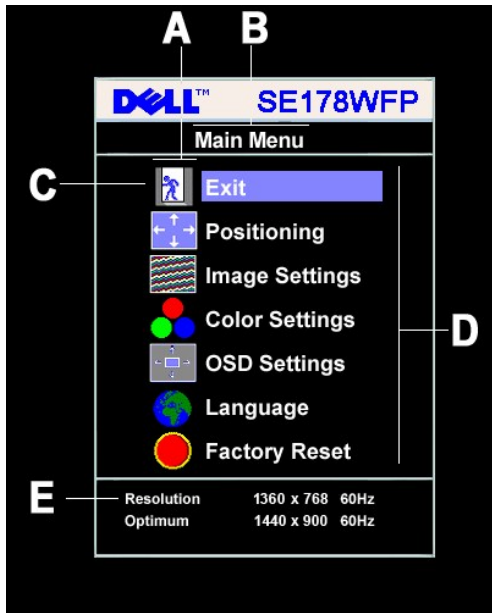 A B
DELL™ SE178WFP
Main Menu
C
Exit
Positioning
Image Settings
Color Settings
D
OSD Settings
Language
Factory Reset
E
Resolution 1360 x 768 60Hz
Optimum 1440 x 900 60Hz